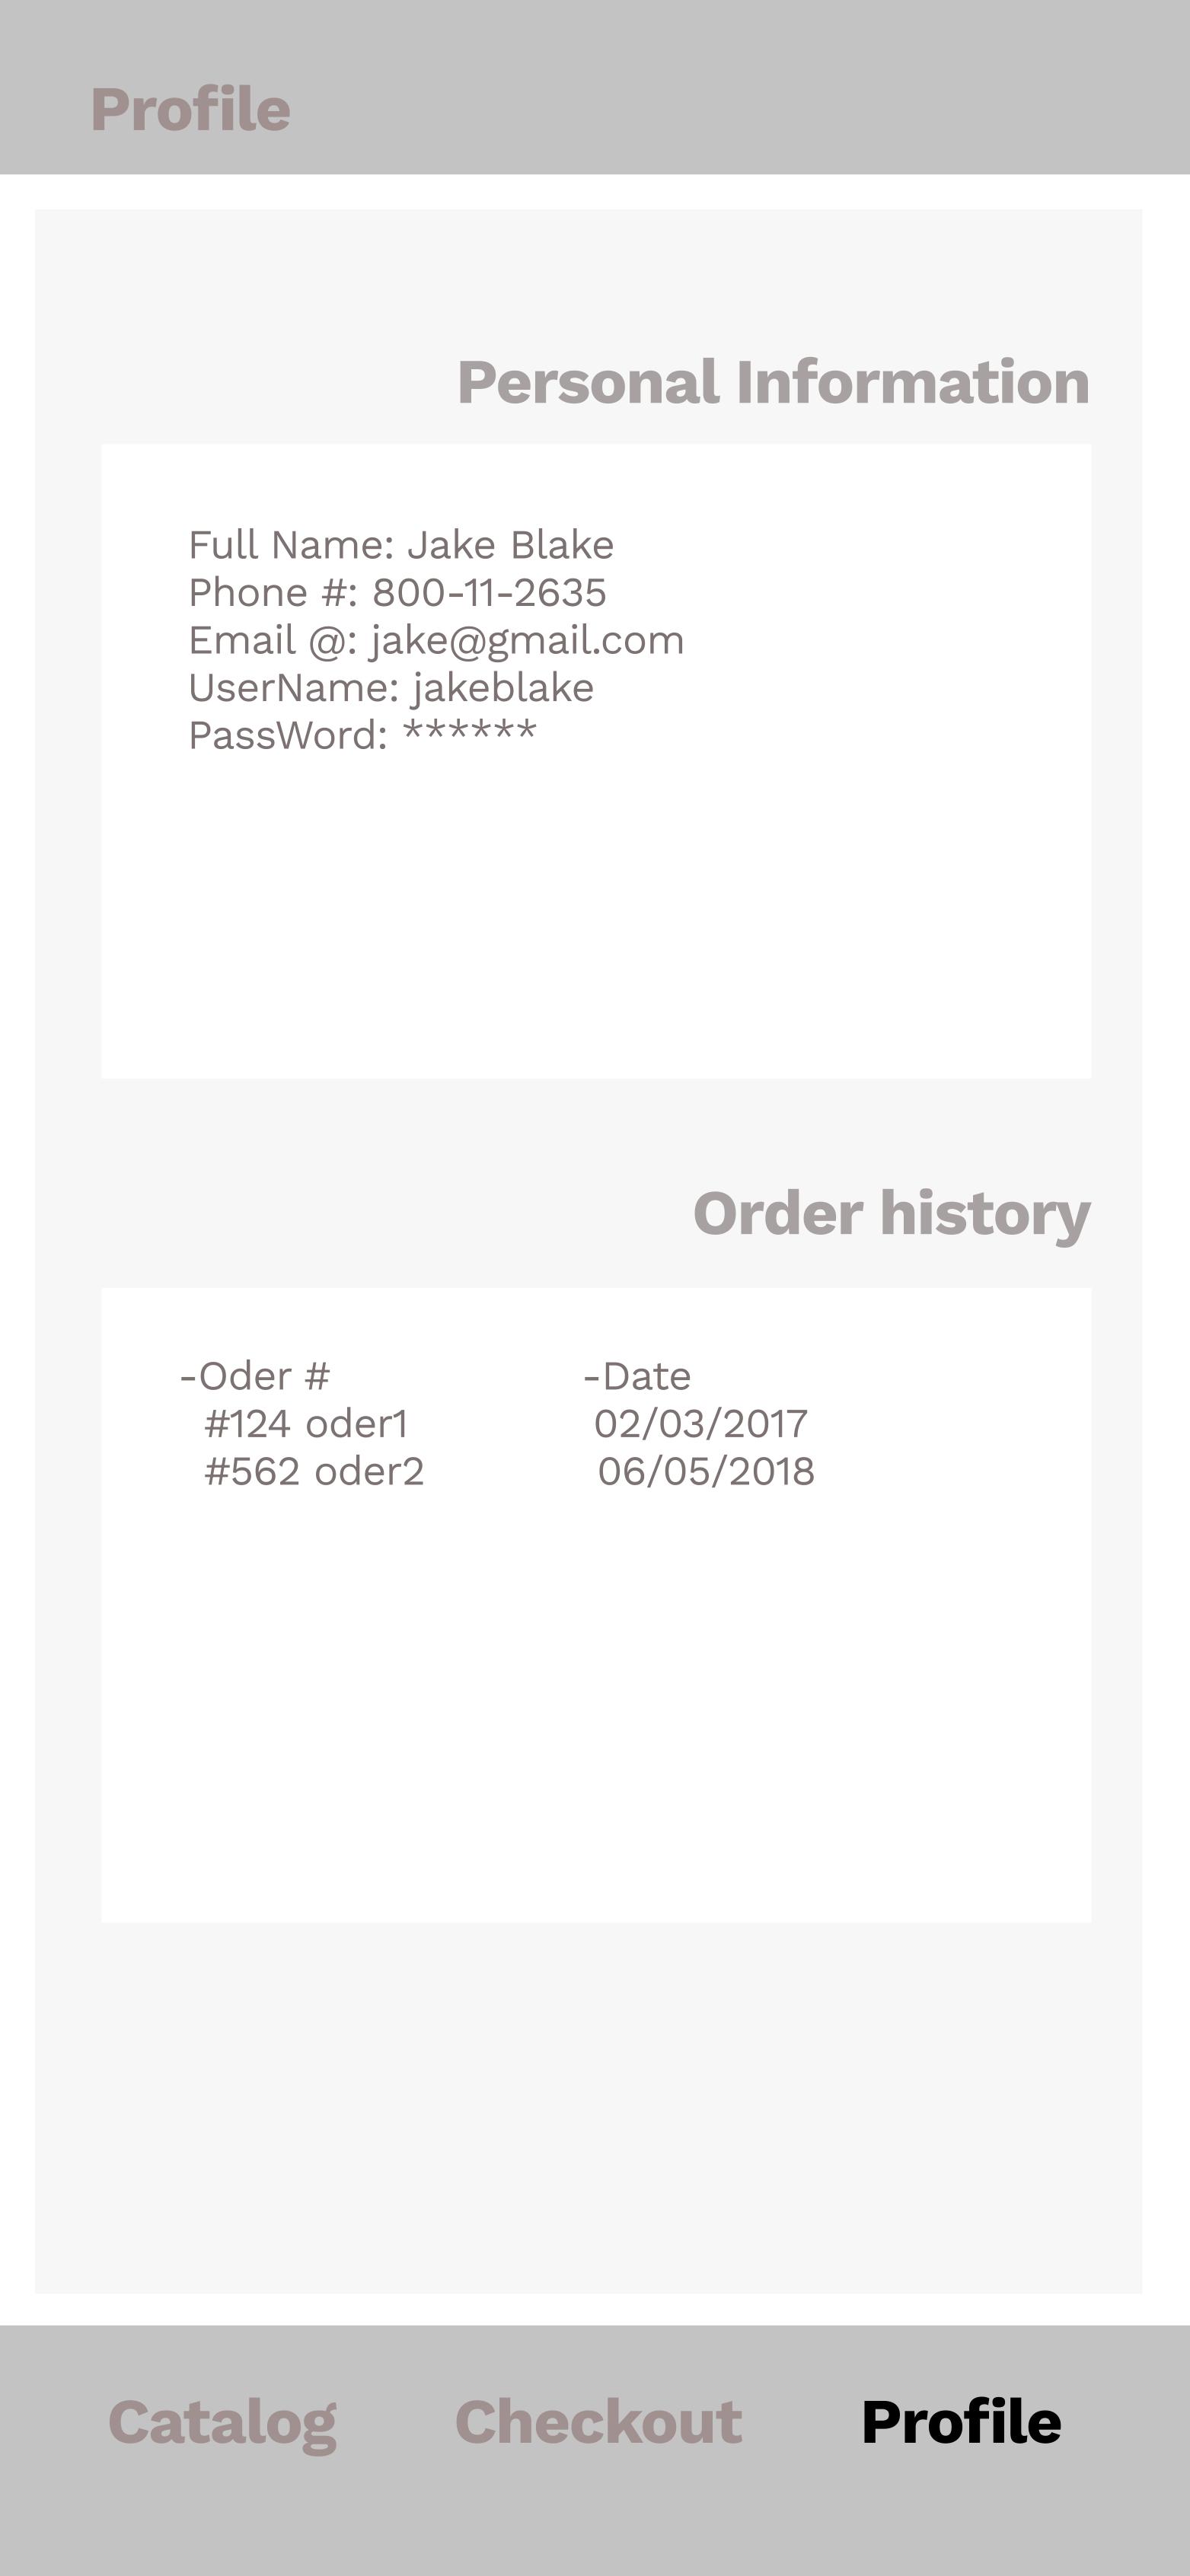 Profile
Personal Information
Full Name: Jake Blake
Phone #: 800-11-2635
Email @: jake@gmail.com
UserName: jakeblake
PassWord: ******
Order history
-Oder # -Date
#124 oder1 02/03/2017
#562 oder2 06/05/2018
Catalog Checkout Profile